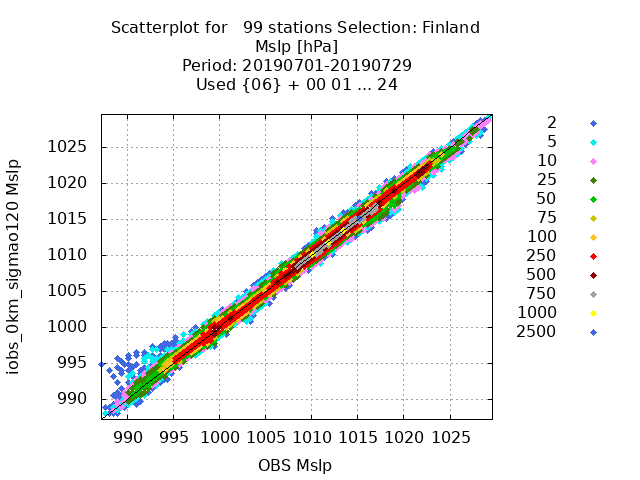 Scatterplot for   99 stations Selection: Finland
Mslp [hPa]
Period: 20190701-20190729
Used {06} + 00 01 ... 24
iobs_0km_sigmao120 Mslp
1025
1020
1015
1010
1005
1000
995
990
990 995 1000 1005 1010 1015 1020 1025
OBS Mslp
2
5
10
25
50
75
100
250
500
750
1000
2500